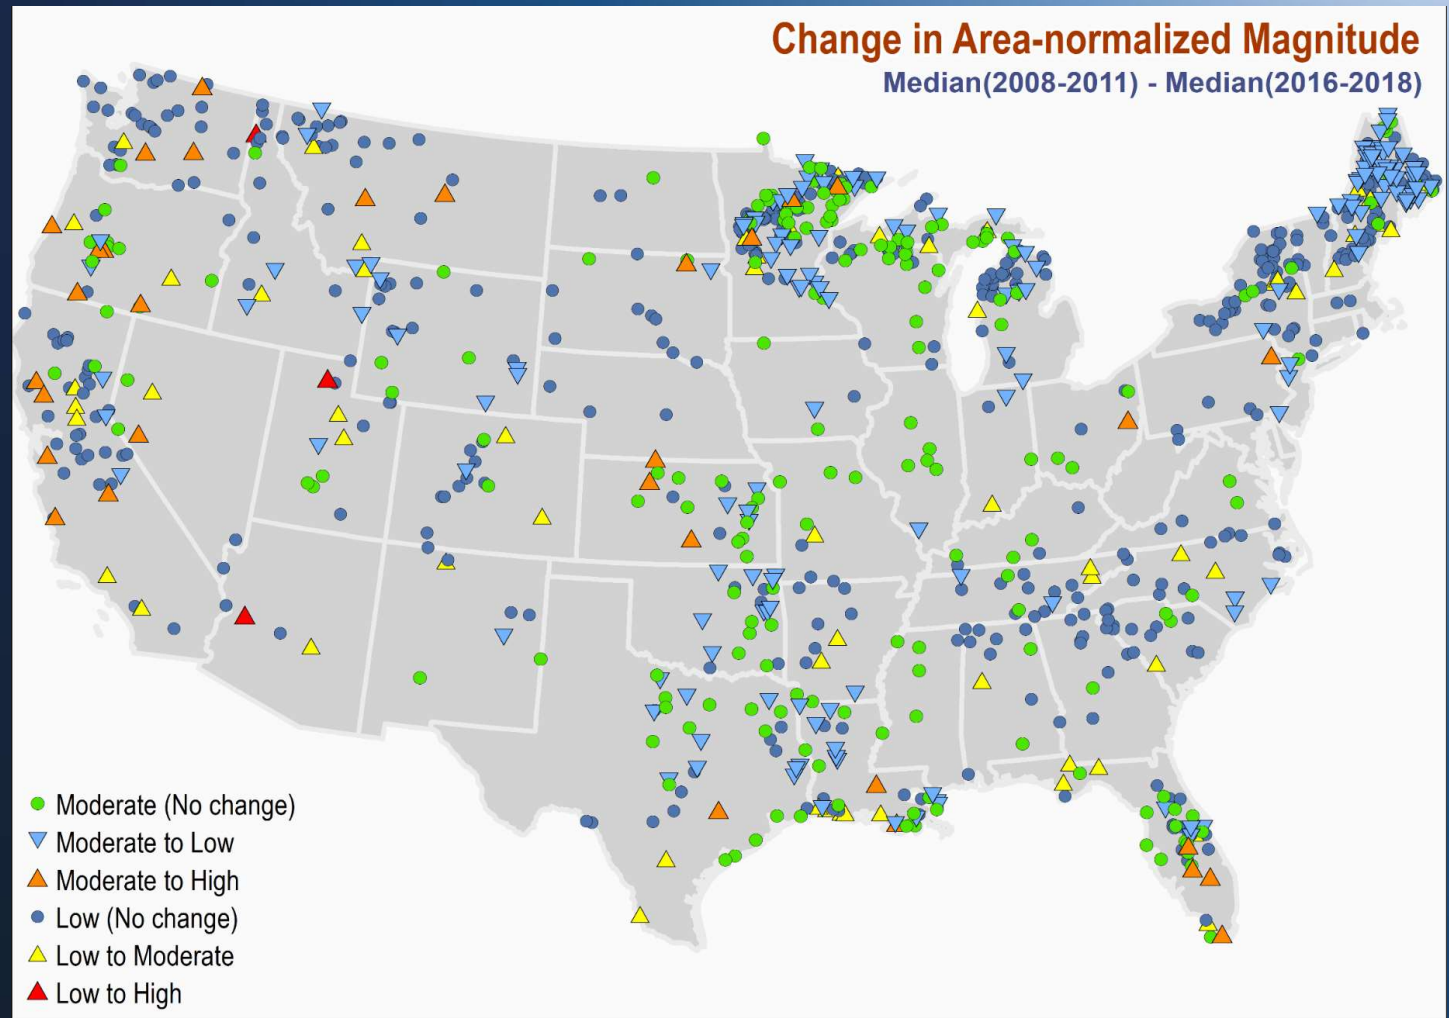 Change in Area-normalized Magnitude
Median(2008-2011) - Median(2016-2018)
Moderate (No change)
Moderate to Low
Moderate to High
Low (No change)
Low to Moderate
Low to High